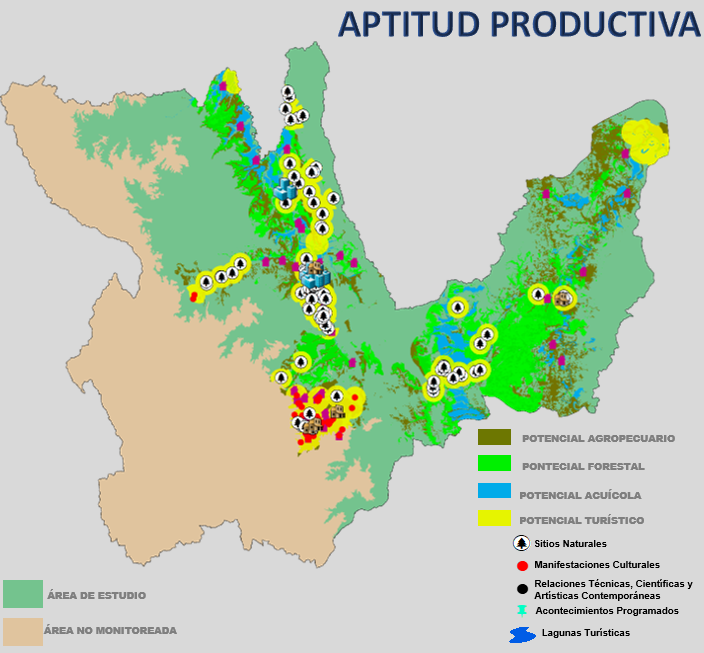 APTITUD PRODUCTIVA
POTENCIAL AGROPECUARIO
PONTECIAL FORESTAL
POTENCIAL ACUÍCOLA
POTENCIAL TURÍSTICO
Sitios Naturales
Manifestaciones Culturales
Relaciones Técnicas, Científicas y
Artísticas Contemporáneas
Acontecimientos Programados
Lagunas Turísticas
ÁREA DE ESTUDIO
ÁREA NO MONITOREADA